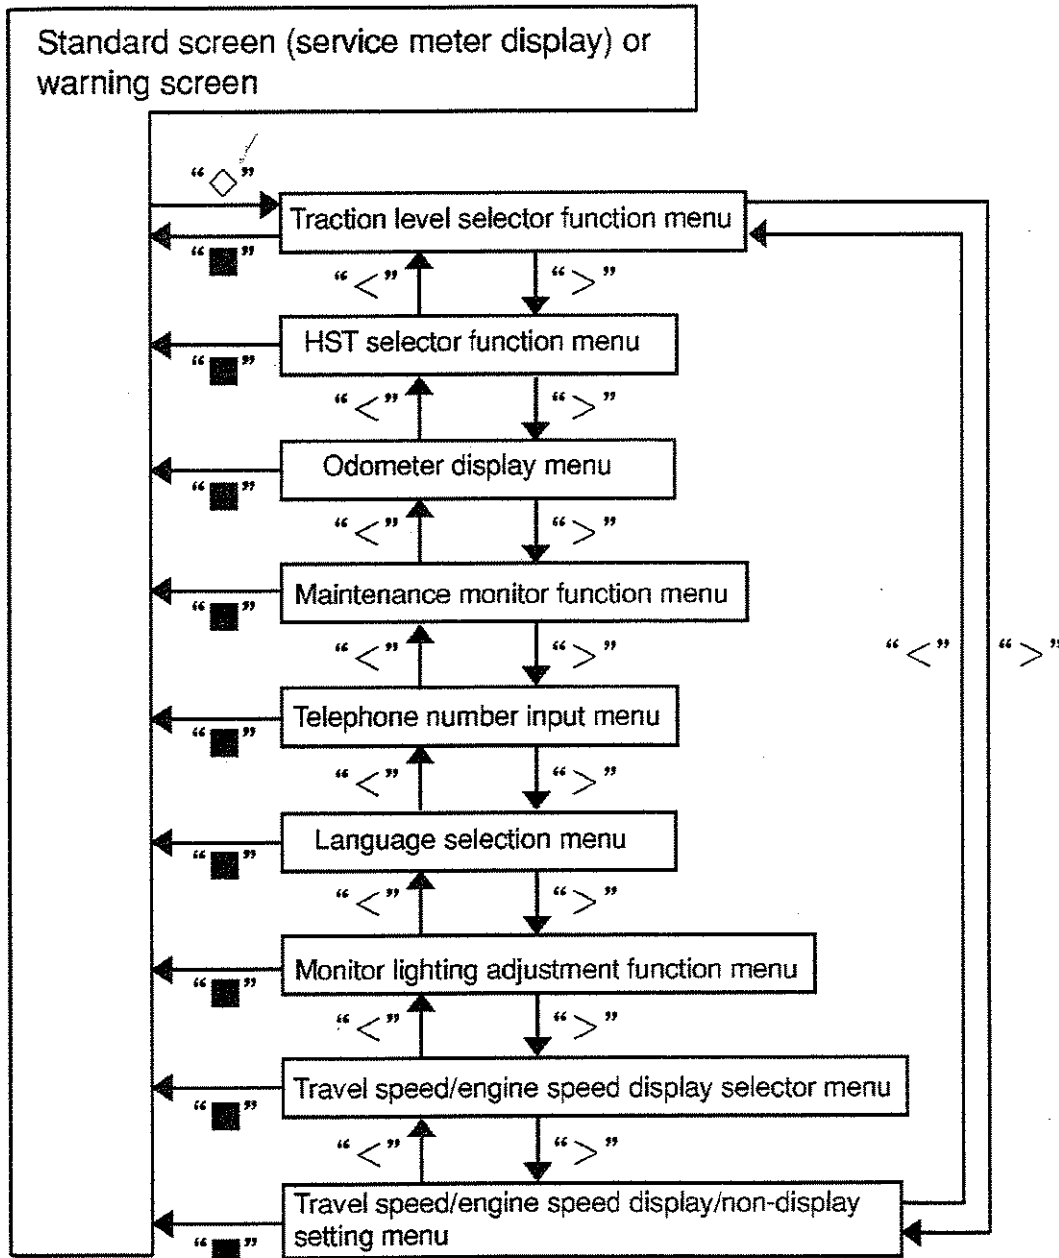 Standard screen (service meter display) or
warning screen
“◇”
Traction level selector function menu
“■”
“<” “>”
HST selector function menu
“■”
“<” “>”
Odometer display menu
“■”
“<” “>”
Maintenance monitor function menu
“■”
“<” “>”
“<” “>”
Telephone number input menu
“■”
“<” “>”
Language selection menu
“■”
“<” “>”
Monitor lighting adjustment function menu
“■”
“<” “>”
Travel speed/engine speed display selector menu
“■”
“<” “>”
Travel speed/engine speed display/non-display
setting menu
“■”